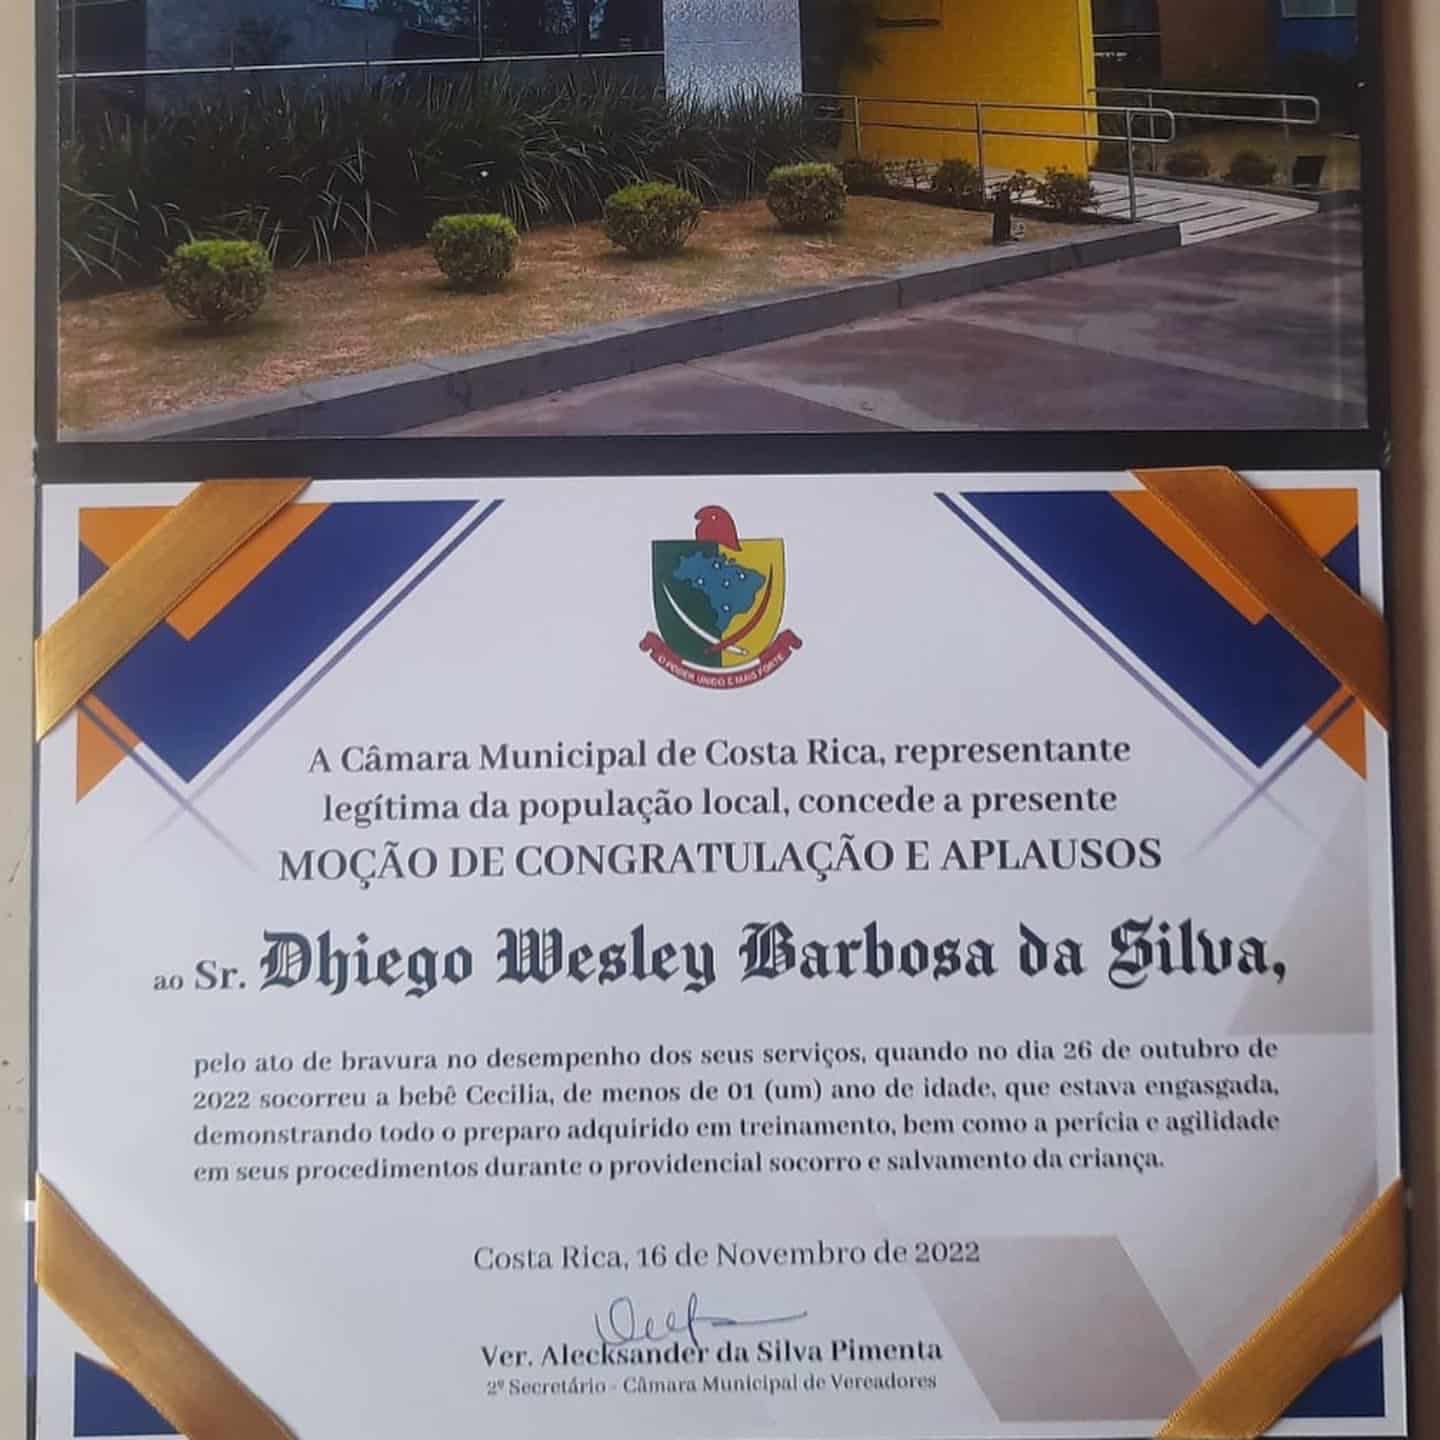 O PODER UNIDO É MAIS FORTE
A Câmara Municipal de Costa Rica, representante
legítima da população local, concede a presente
MOÇÃO DE CONGRATULAÇÃO E APLAUSOS
ao Sr. Dhiego Wesley Barbosa da Silva,
pelo ato de bravura no desempenho dos seus serviços, quando no dia 26 de outubro de
2022 socorreu a bebê Cecilia, de menos de 01 (um) ano de idade, que estava engasgada,
demonstrando todo o preparo adquirido em treinamento, bem como a perícia e agilidade
em seus procedimentos durante o providencial socorro e salvamento da criança.
Costa Rica, 16 de Novembro de 2022
Ver. Alecksander da Silva Pimenta
2º Secretário - Câmara Municipal de Vereadores